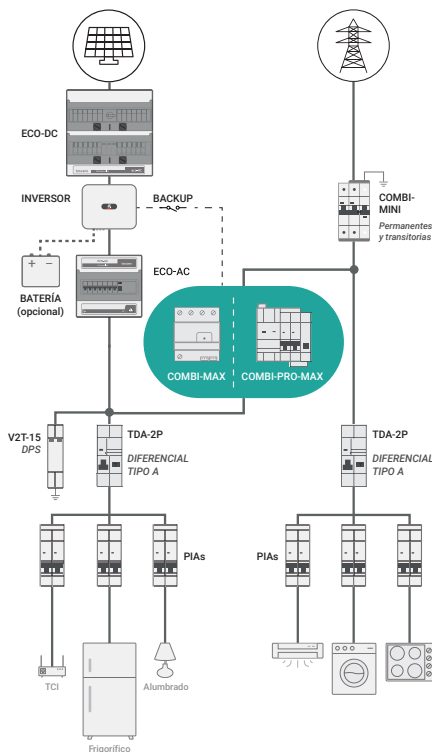 ECO-DC
INVERSOR
BACKUP
COMBI-
MINI
Permanentes
y transitorias
+ −
BATERÍA
(opcional)
ECO-AC
COMBI-MAX
COMBI-PRO-MAX
V2T-15
DPS
TDA-2P
DIFERENCIAL
TIPO A
TDA-2P
DIFERENCIAL
TIPO A
PIAs
PIAs
TCI
Alumbrado
Frigorífico